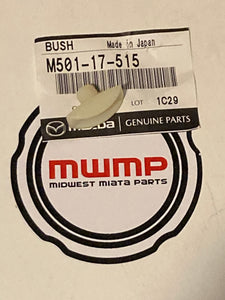 BUSH Made in Japan
M501-17-515
LOT 1C29
mazda GENUINE PARTS
MWMP
MIDWEST MIATA PARTS